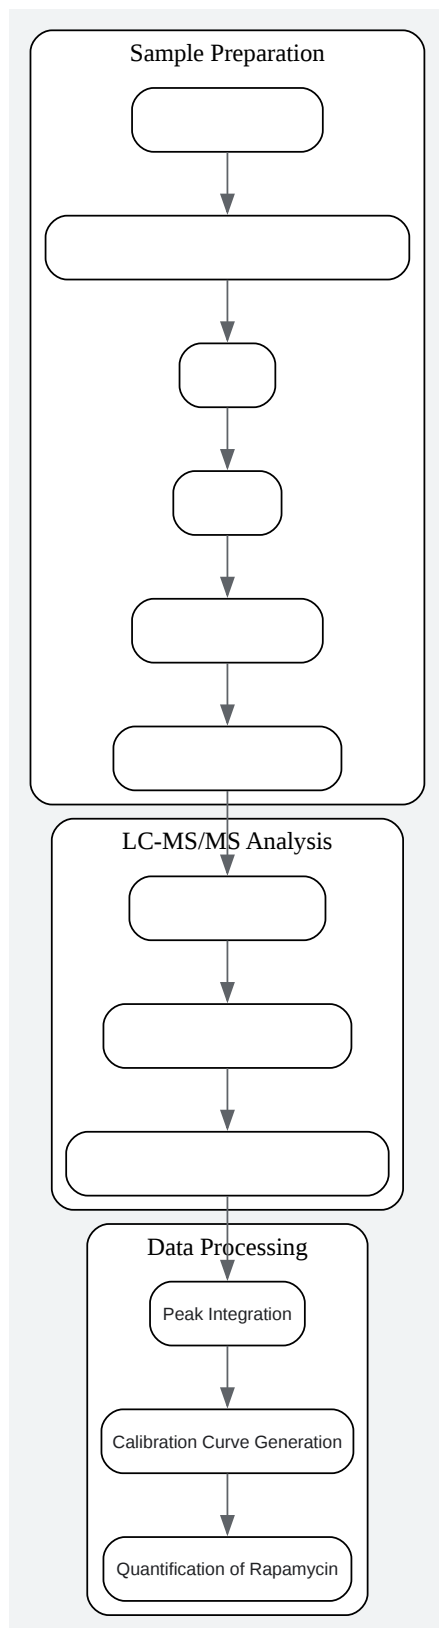 Sample Preparation
LC-MS/MS Analysis
Data Processing
Peak Integration
Calibration Curve Generation
Quantification of Rapamycin